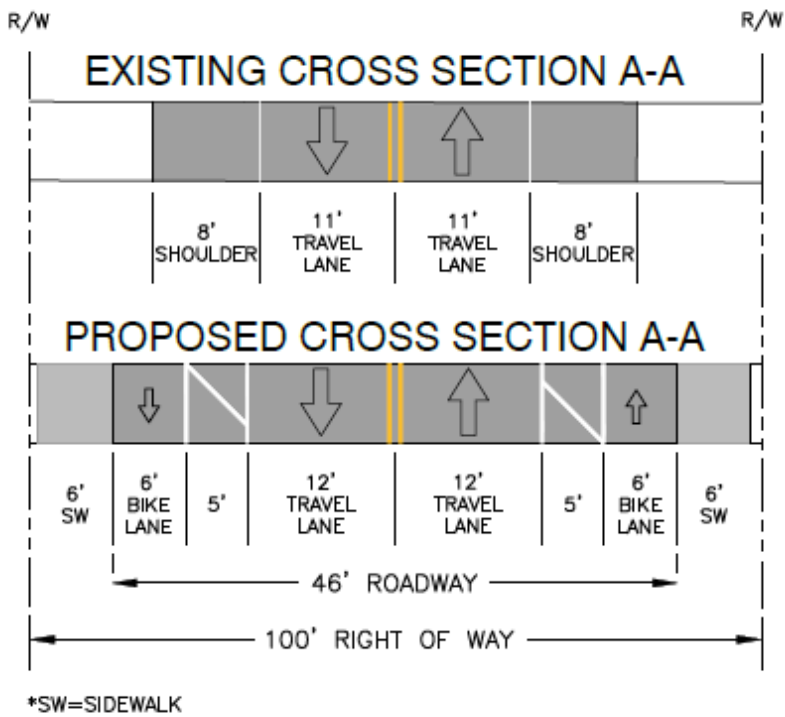 R/W
R/W
EXISTING CROSS SECTION A-A
8'
SHOULDER
11'
TRAVEL
LANE
11'
TRAVEL
LANE
8'
SHOULDER
PROPOSED CROSS SECTION A-A
6'
SW
6'
BIKE
LANE
5'
12'
TRAVEL
LANE
12'
TRAVEL
LANE
5'
6'
BIKE
LANE
6'
SW
46' ROADWAY
100' RIGHT OF WAY
*SW=SIDEWALK